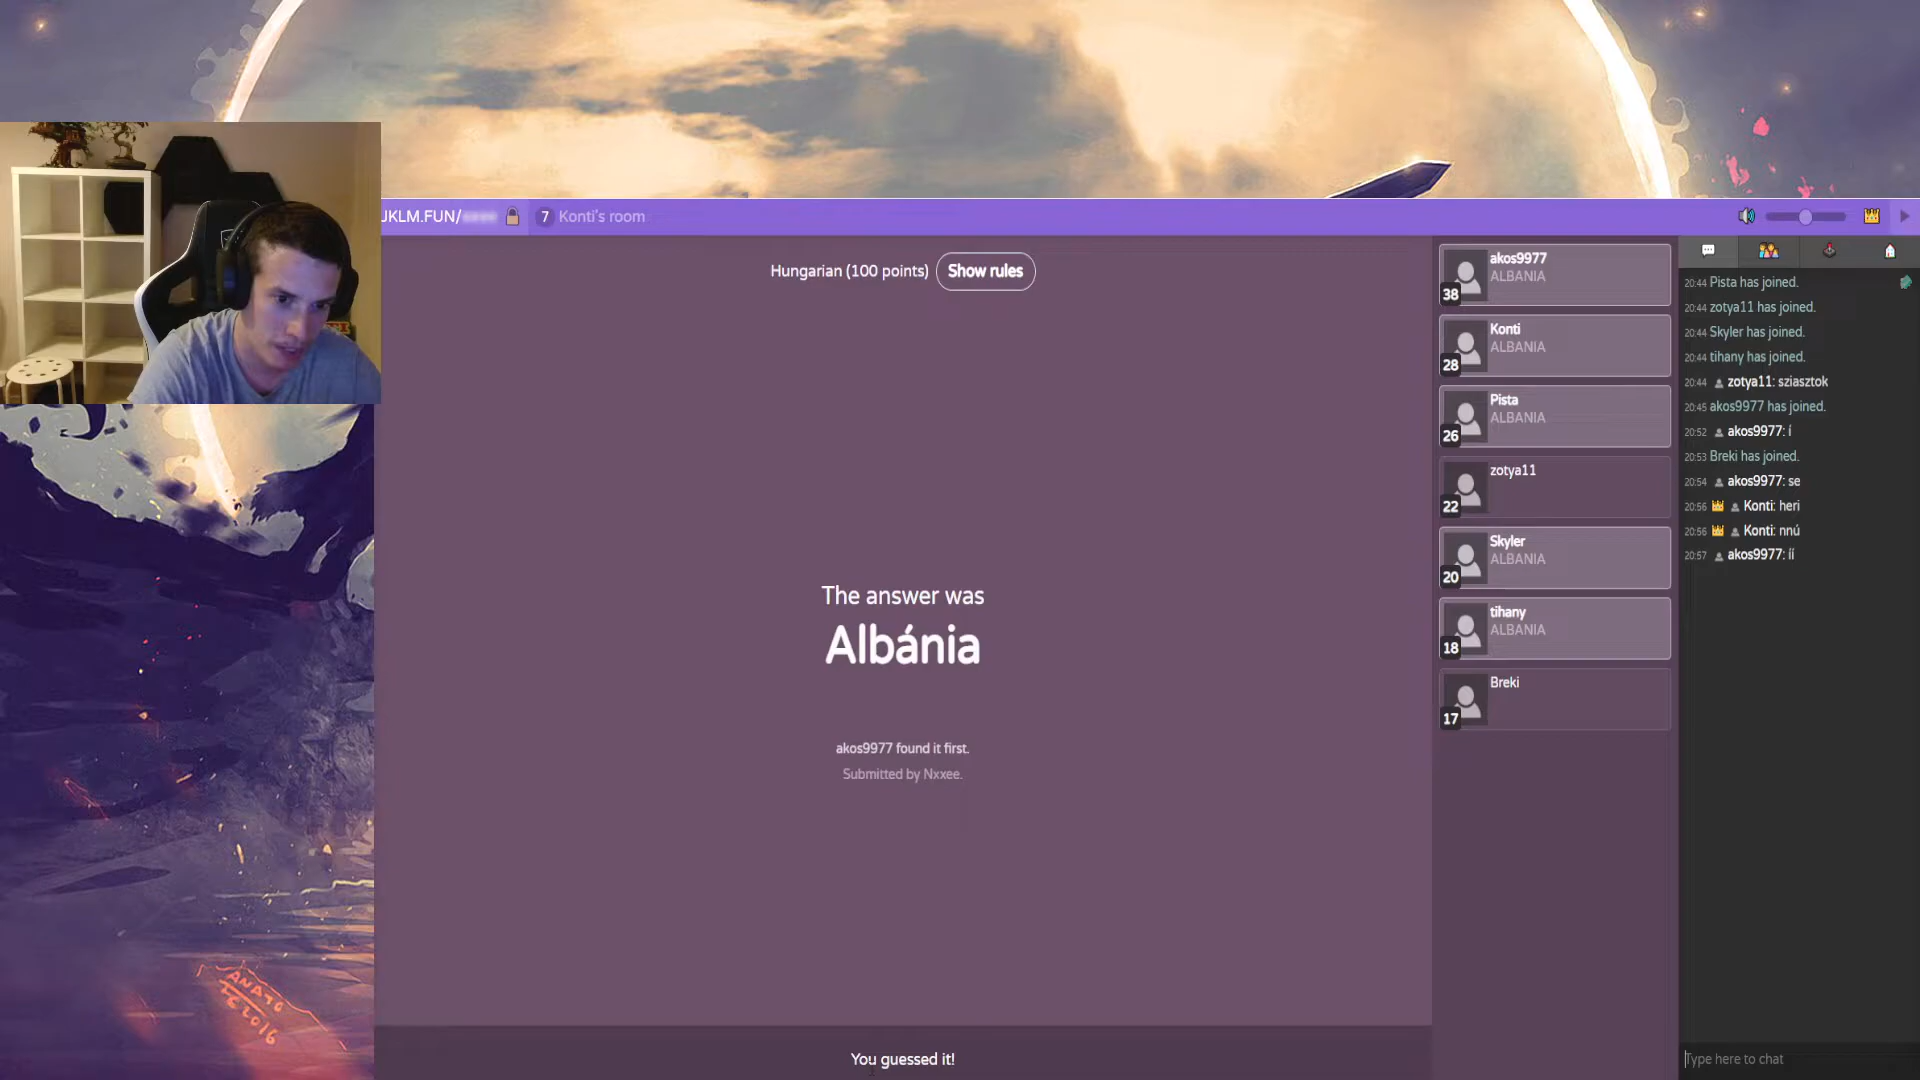 JKLM.FUN/
7 Konti's room
Hungarian (100 points) Show rules
The answer was
Albánia
akos9977 found it first.
Submitted by Nxxee.
You guessed it!
akos9977
ALBANIA
38
Konti
ALBANIA
28
Pista
ALBANIA
26
zotya11
22
Skyler
ALBANIA
20
tihany
ALBANIA
18
Breki
17
20:44 Pista has joined.
20:44 zotya11 has joined.
20:44 Skyler has joined.
20:44 tihany has joined.
20:44 zotya11: sziasztok
20:45 akos9977 has joined.
20:52 akos9977: í
20:53 Breki has joined.
20:54 akos9977: se
20:56 Konti: heri
20:56 Konti: nnú
20:57 akos9977: íí
Type here to chat
2016